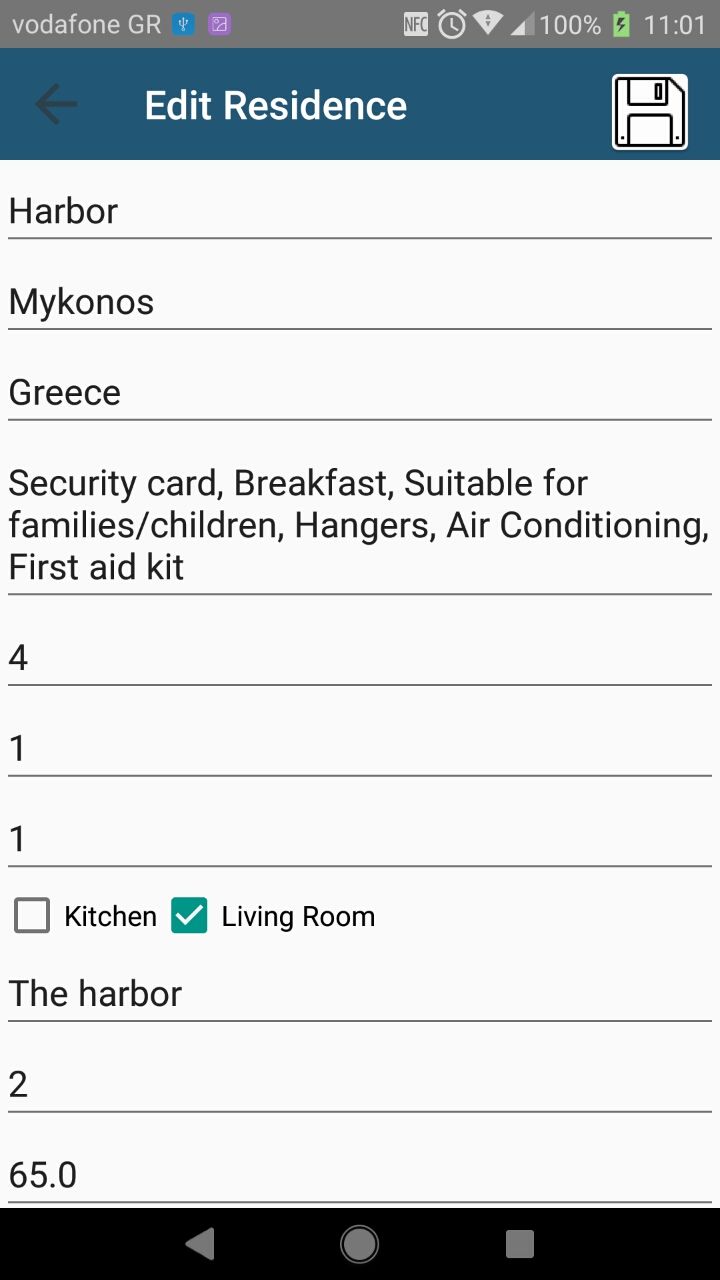 vodafone GR NFC 100% 11:01
Edit Residence
Harbor
Mykonos
Greece
Security card, Breakfast, Suitable for
families/children, Hangers, Air Conditioning,
First aid kit
4
1
1
Kitchen Living Room
The harbor
2
65.0